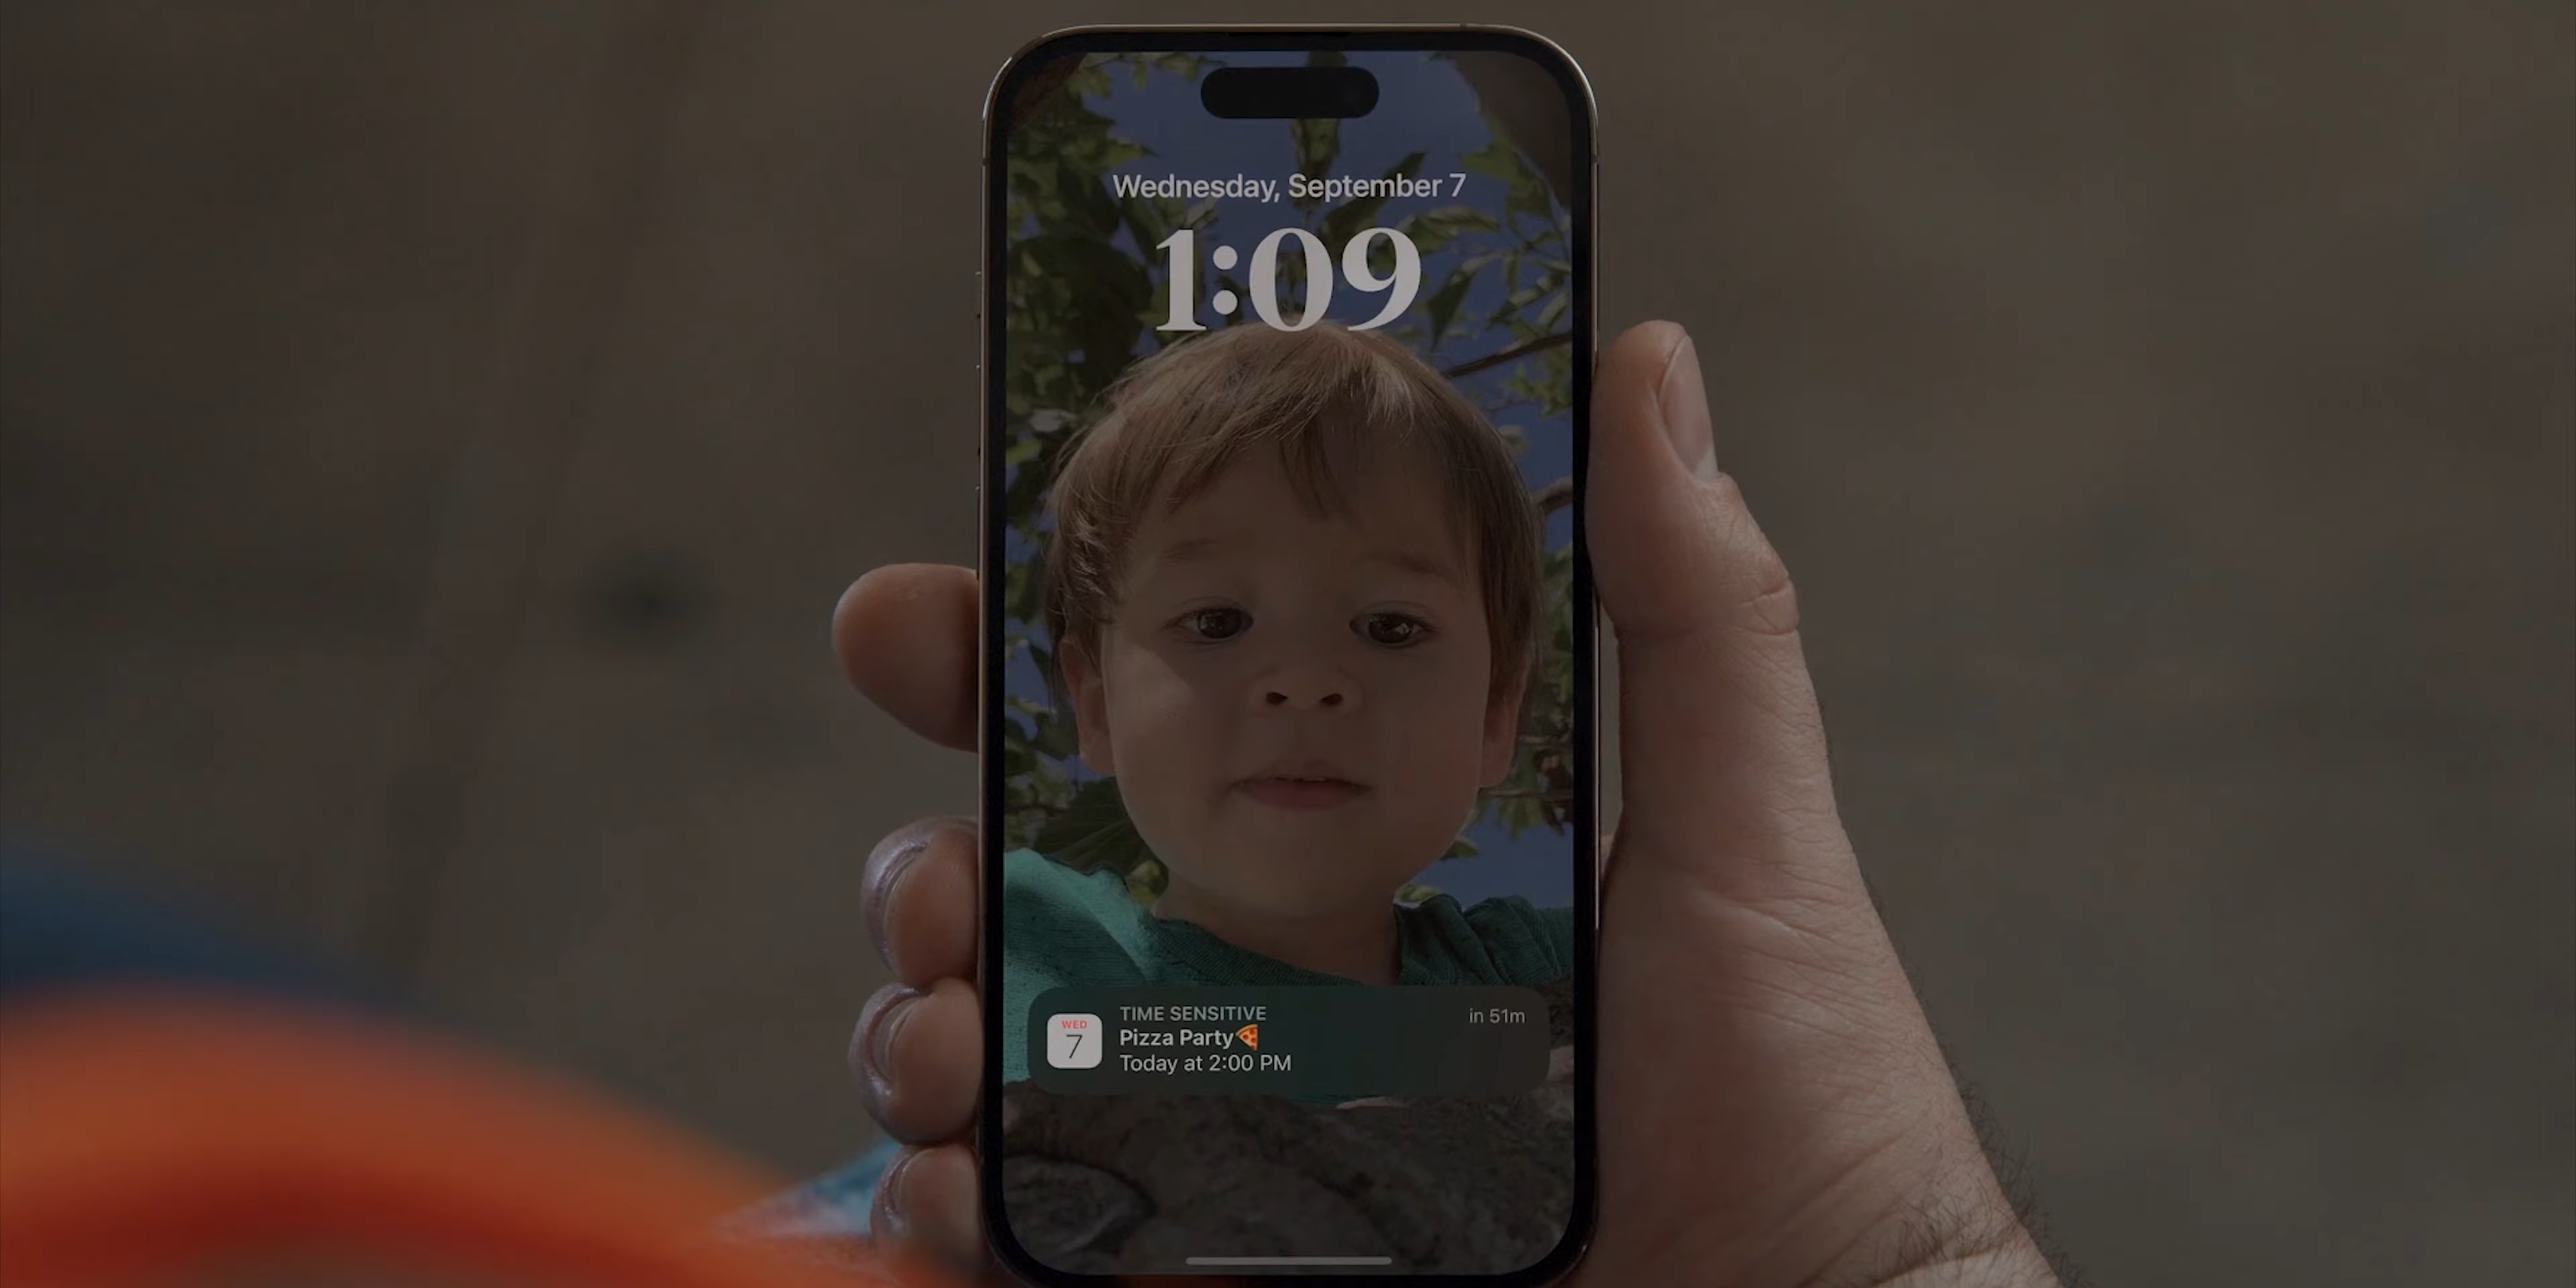 Wednesday, September 7
1:09
WED
7
TIME SENSITIVE
in 51m
Pizza Party🍕
Today at 2:00 PM